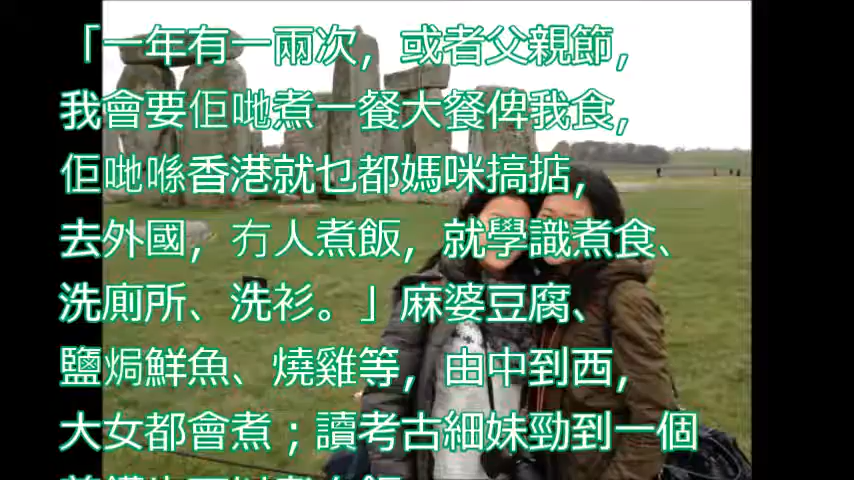 「一年有一兩次，或者父親節，
我會要佢哋煮一餐大餐俾我食，
佢哋喺香港就乜都媽咪搞掂，
去外國，冇人煮飯，就學識煮食、
洗廁所、洗衫。」麻婆豆腐、
鹽焗鮮魚、燒雞等，由中到西，
大女都會煮；讀考古細妹勁到一個